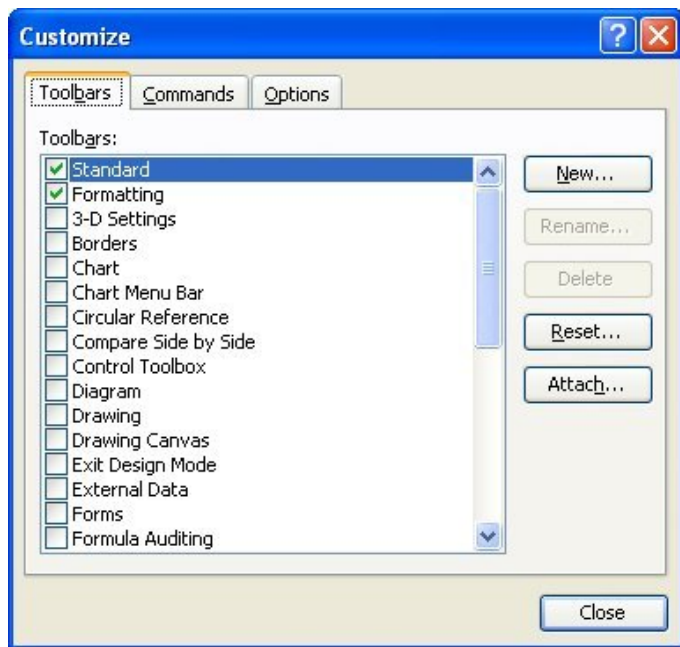 Customize
Toolbars Commands Options
Toolbars:
Standard
Formatting
3-D Settings
Borders
Chart
Chart Menu Bar
Circular Reference
Compare Side by Side
Control Toolbox
Diagram
Drawing
Drawing Canvas
Exit Design Mode
External Data
Forms
Formula Auditing
New...
Rename...
Delete
Reset...
Attach...
Close